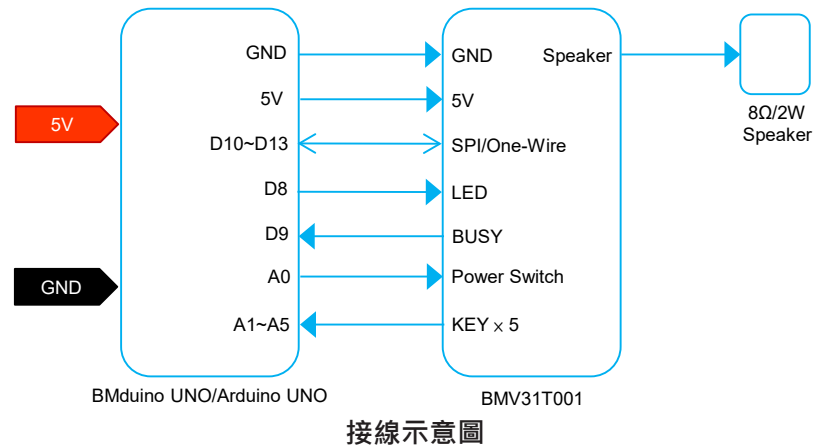 5V
GND
GND
5V
D10~D13
D8
D9
A0
A1~A5
BMduino UNO/Arduino UNO
GND
Speaker
5V
SPI/One-Wire
LED
BUSY
Power Switch
KEY × 5
BMV31T001
8Ω/2W
Speaker
接線示意圖